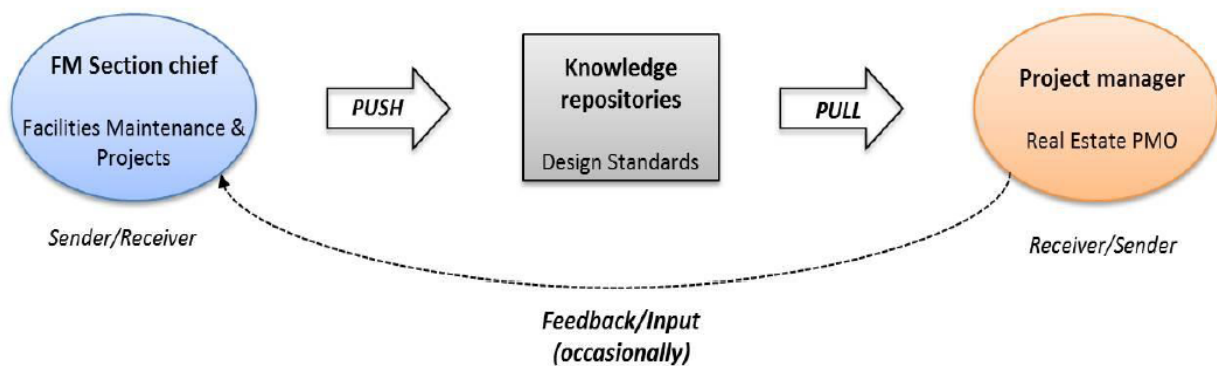 FM Section chief
Facilities Maintenance &
Projects
Sender/Receiver
PUSH
Knowledge
repositories
Design Standards
PULL
Project manager
Real Estate PMO
Receiver/Sender
Feedback/Input
(occasionally)